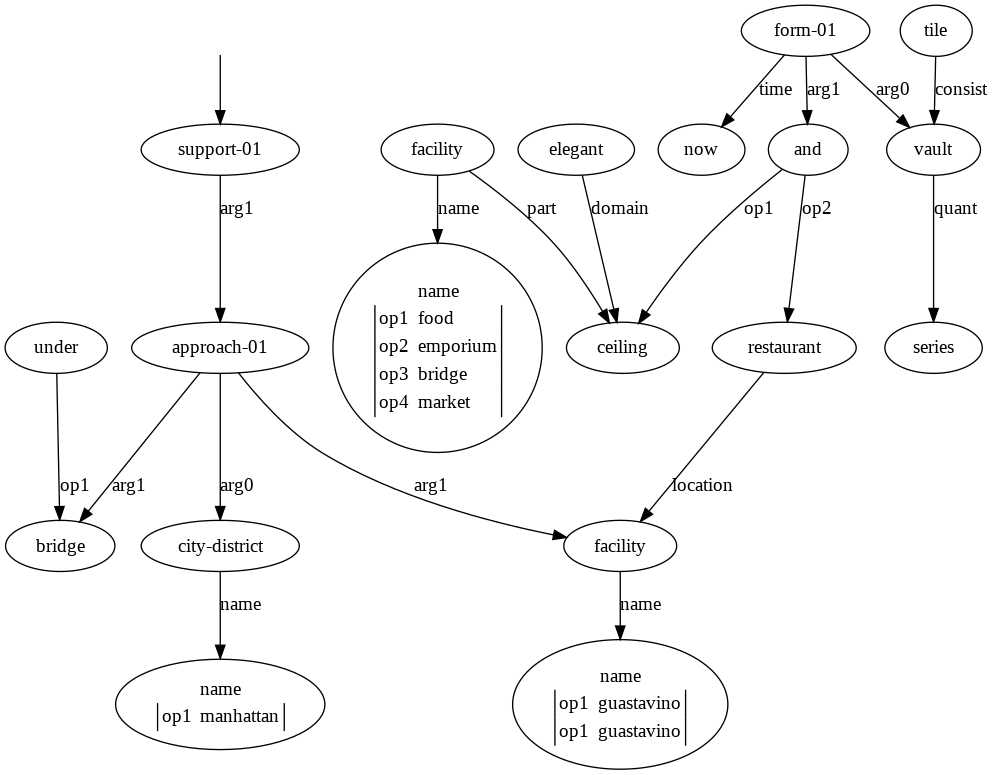 form-01
tile
time
arg1
arg0
consist
support-01
facility
elegant
now
and
vault
arg1
name
part
domain
op1
op2
quant
name
op1 food
op2 emporium
op3 bridge
op4 market
under
approach-01
ceiling
restaurant
series
op1
arg1
arg0
arg1
location
bridge
city-district
facility
name
name
name
op1 manhattan
name
op1 guastavino
op1 guastavino